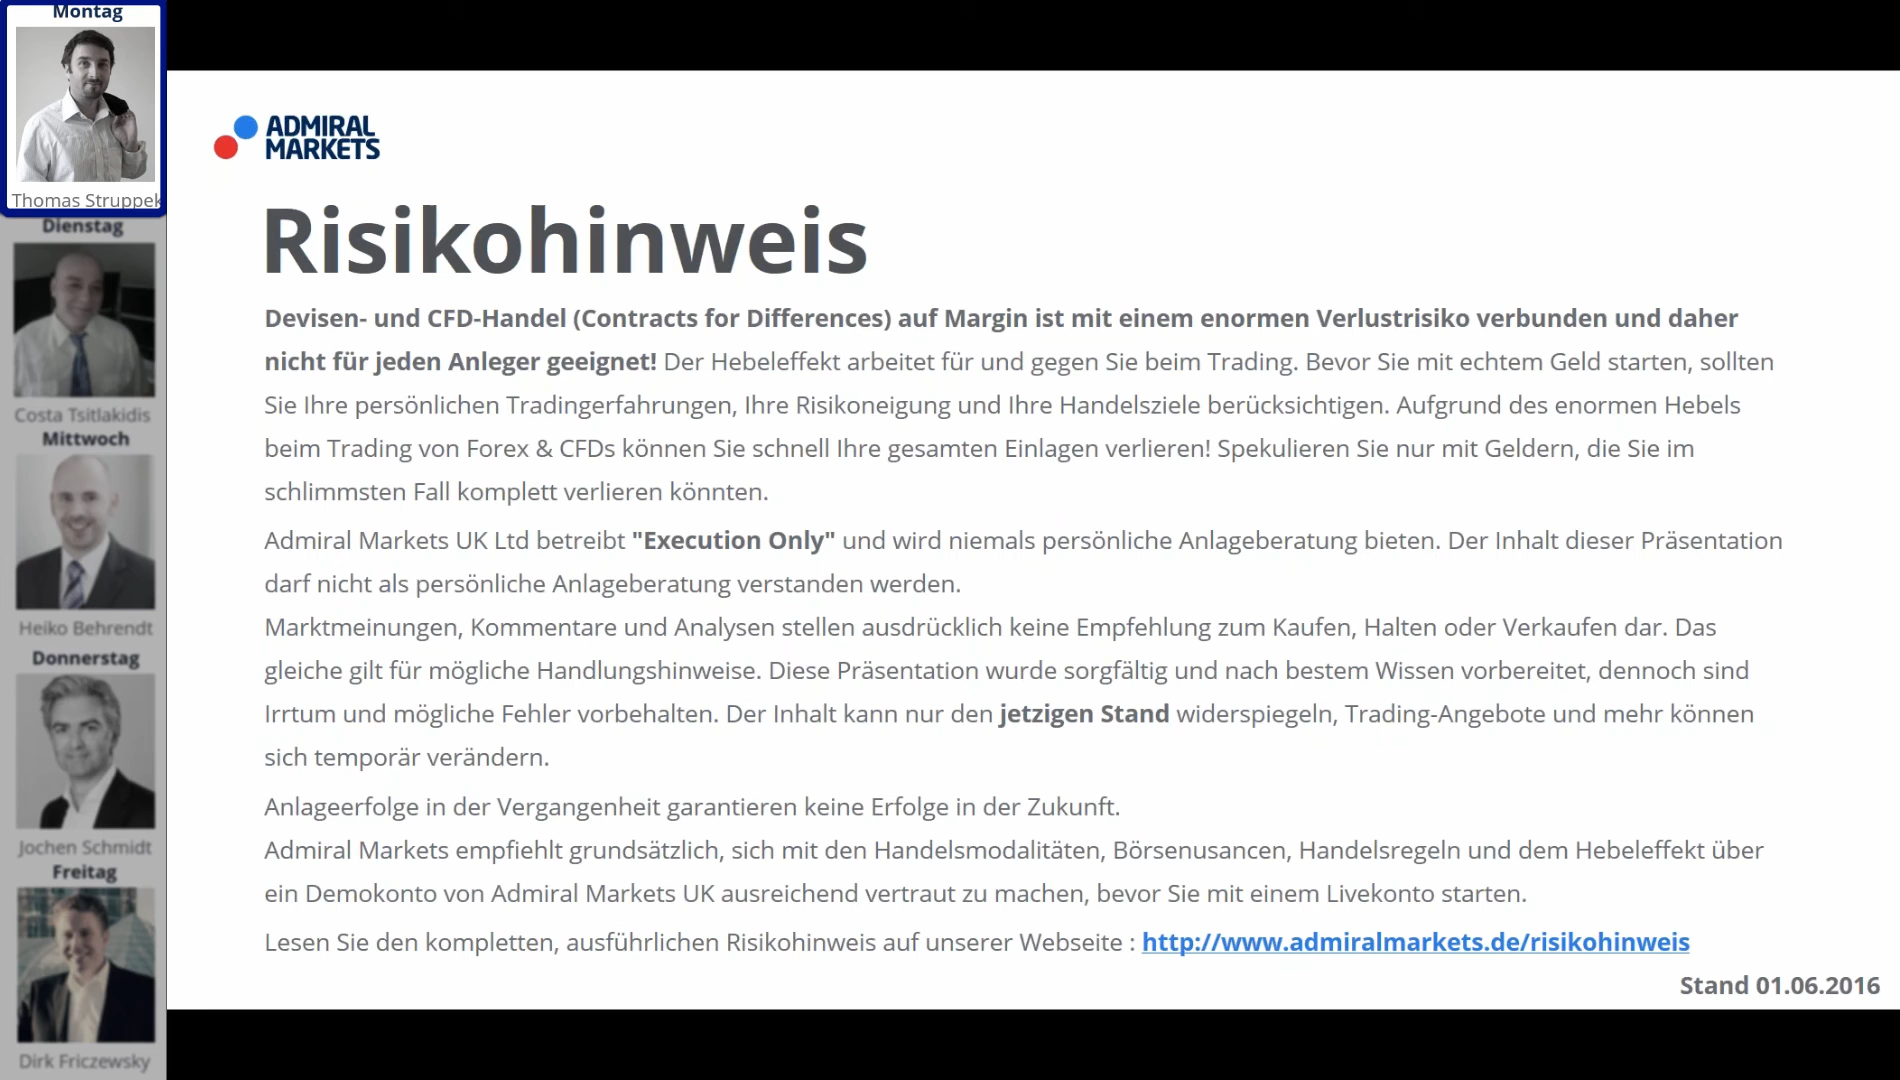 Montag
Thomas Struppek
Dienstag
Costa Tsitlakidis
Mittwoch
Heiko Behrendt
Donnerstag
Jochen Schmidt
Freitag
Dirk Friczewsky
ADMIRAL
MARKETS
Risikohinweis
Devisen- und CFD-Handel (Contracts for Differences) auf Margin ist mit einem enormen Verlustrisiko verbunden und daher
nicht für jeden Anleger geeignet! Der Hebeleffekt arbeitet für und gegen Sie beim Trading. Bevor Sie mit echtem Geld starten, sollten
Sie Ihre persönlichen Tradingerfahrungen, Ihre Risikoneigung und Ihre Handelsziele berücksichtigen. Aufgrund des enormen Hebels
beim Trading von Forex & CFDs können Sie schnell Ihre gesamten Einlagen verlieren! Spekulieren Sie nur mit Geldern, die Sie im
schlimmsten Fall komplett verlieren könnten.
Admiral Markets UK Ltd betreibt "Execution Only" und wird niemals persönliche Anlageberatung bieten. Der Inhalt dieser Präsentation
darf nicht als persönliche Anlageberatung verstanden werden.
Marktmeinungen, Kommentare und Analysen stellen ausdrücklich keine Empfehlung zum Kaufen, Halten oder Verkaufen dar. Das
gleiche gilt für mögliche Handlungshinweise. Diese Präsentation wurde sorgfältig und nach bestem Wissen vorbereitet, dennoch sind
Irrtum und mögliche Fehler vorbehalten. Der Inhalt kann nur den jetzigen Stand widerspiegeln, Trading-Angebote und mehr können
sich temporär verändern.
Anlageerfolge in der Vergangenheit garantieren keine Erfolge in der Zukunft.
Admiral Markets empfiehlt grundsätzlich, sich mit den Handelsmodalitäten, Börsenusancen, Handelsregeln und dem Hebeleffekt über
ein Demokonto von Admiral Markets UK ausreichend vertraut zu machen, bevor Sie mit einem Livekonto starten.
Lesen Sie den kompletten, ausführlichen Risikohinweis auf unserer Webseite : http://www.admiralmarkets.de/risikohinweis
Stand 01.06.2016